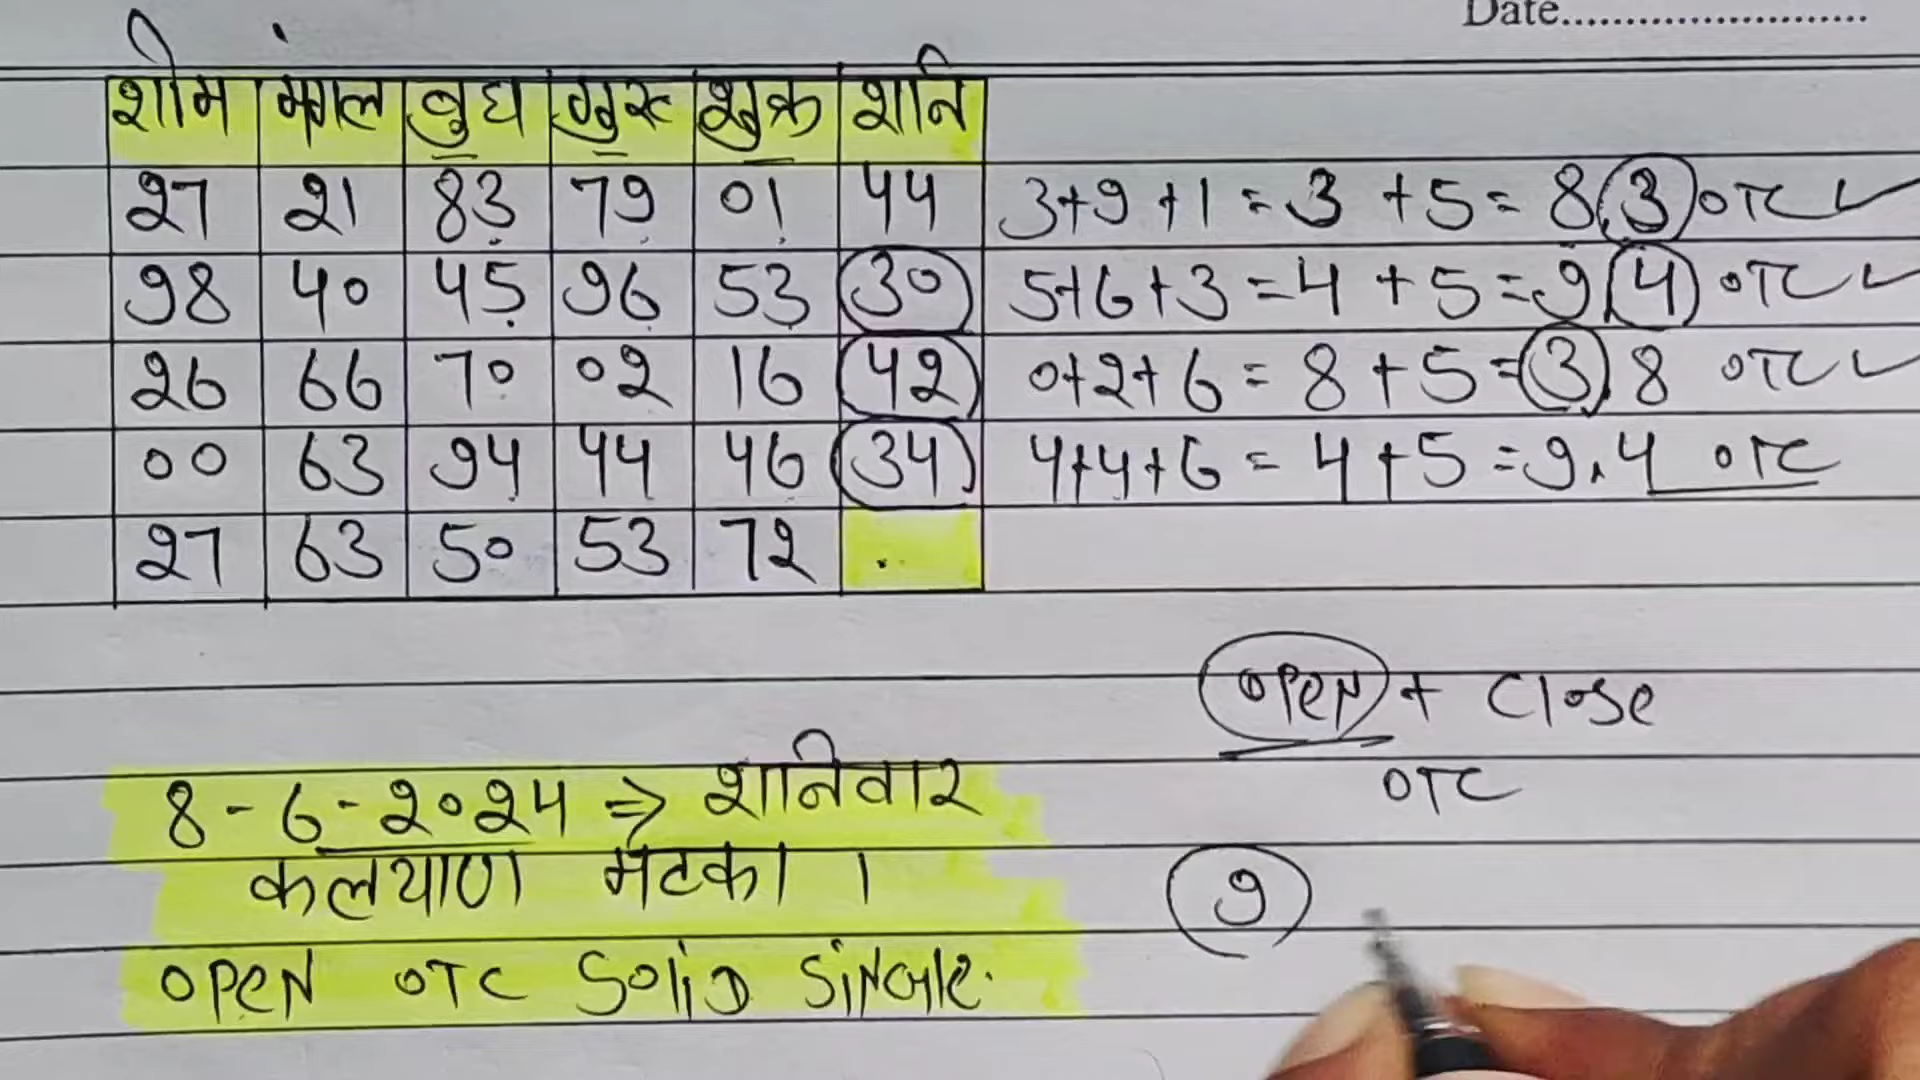 Date........................
शोम मंगल बुध गुरु शुक्र शनि
27 21 83 79 01 44 3+9+1=3+5=8.3 OTC ✓
98 40 45 96 53 30 5+6+3=4+5=9.4 OTC ✓
26 66 70 02 16 42 0+2+6=8+5=3.8 OTC ✓
00 63 94 44 46 34 4+4+6=4+5=9.4 OTC
27 63 50 53 72 .
OPEN + Close
OTC
8-6-2024 ⇒ शनिवार
कल्याण मटका ।
9
OPEN OTC Solid Single.